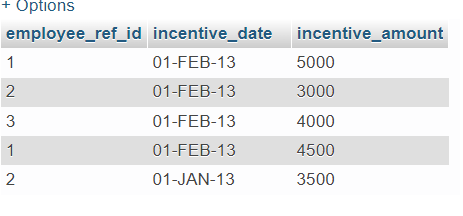 + Options
employee_ref_id incentive_date incentive_amount
1 01-FEB-13 5000
2 01-FEB-13 3000
3 01-FEB-13 4000
1 01-FEB-13 4500
2 01-JAN-13 3500